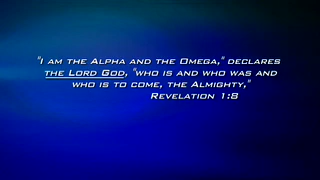 "I am the Alpha and the Omega," declares
the Lord God, "who is and who was and
who is to come, the Almighty,"
Revelation 1:8